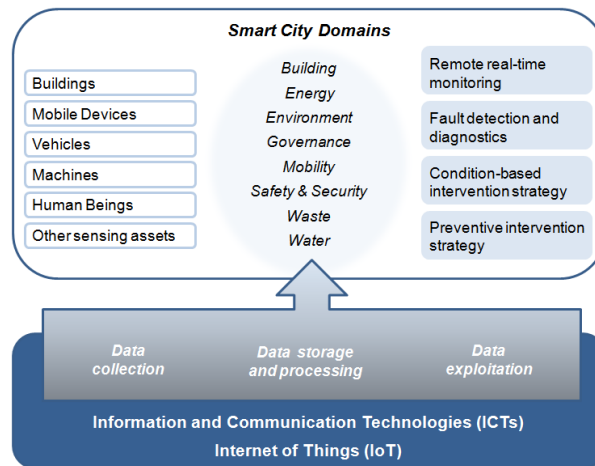 Smart City Domains
Buildings
Mobile Devices
Vehicles
Machines
Human Beings
Other sensing assets
Building
Energy
Environment
Governance
Mobility
Safety & Security
Waste
Water
Remote real-time
monitoring
Fault detection and
diagnostics
Condition-based
intervention strategy
Preventive intervention
strategy
Data
collection
Data storage
and processing
Data
exploitation
Information and Communication Technologies (ICTs)
Internet of Things (IoT)